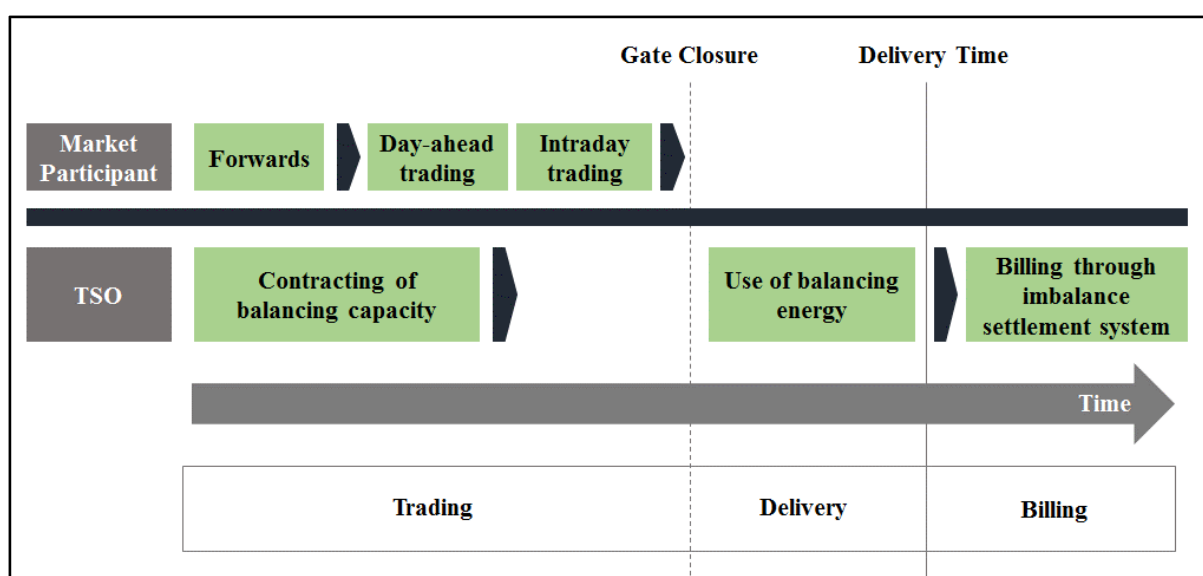 Gate Closure
Delivery Time
Market
Participant
Forwards
Day-ahead
trading
Intraday
trading
TSO
Contracting of
balancing capacity
Use of balancing
energy
Billing through
imbalance
settlement system
Time
Trading
Delivery
Billing